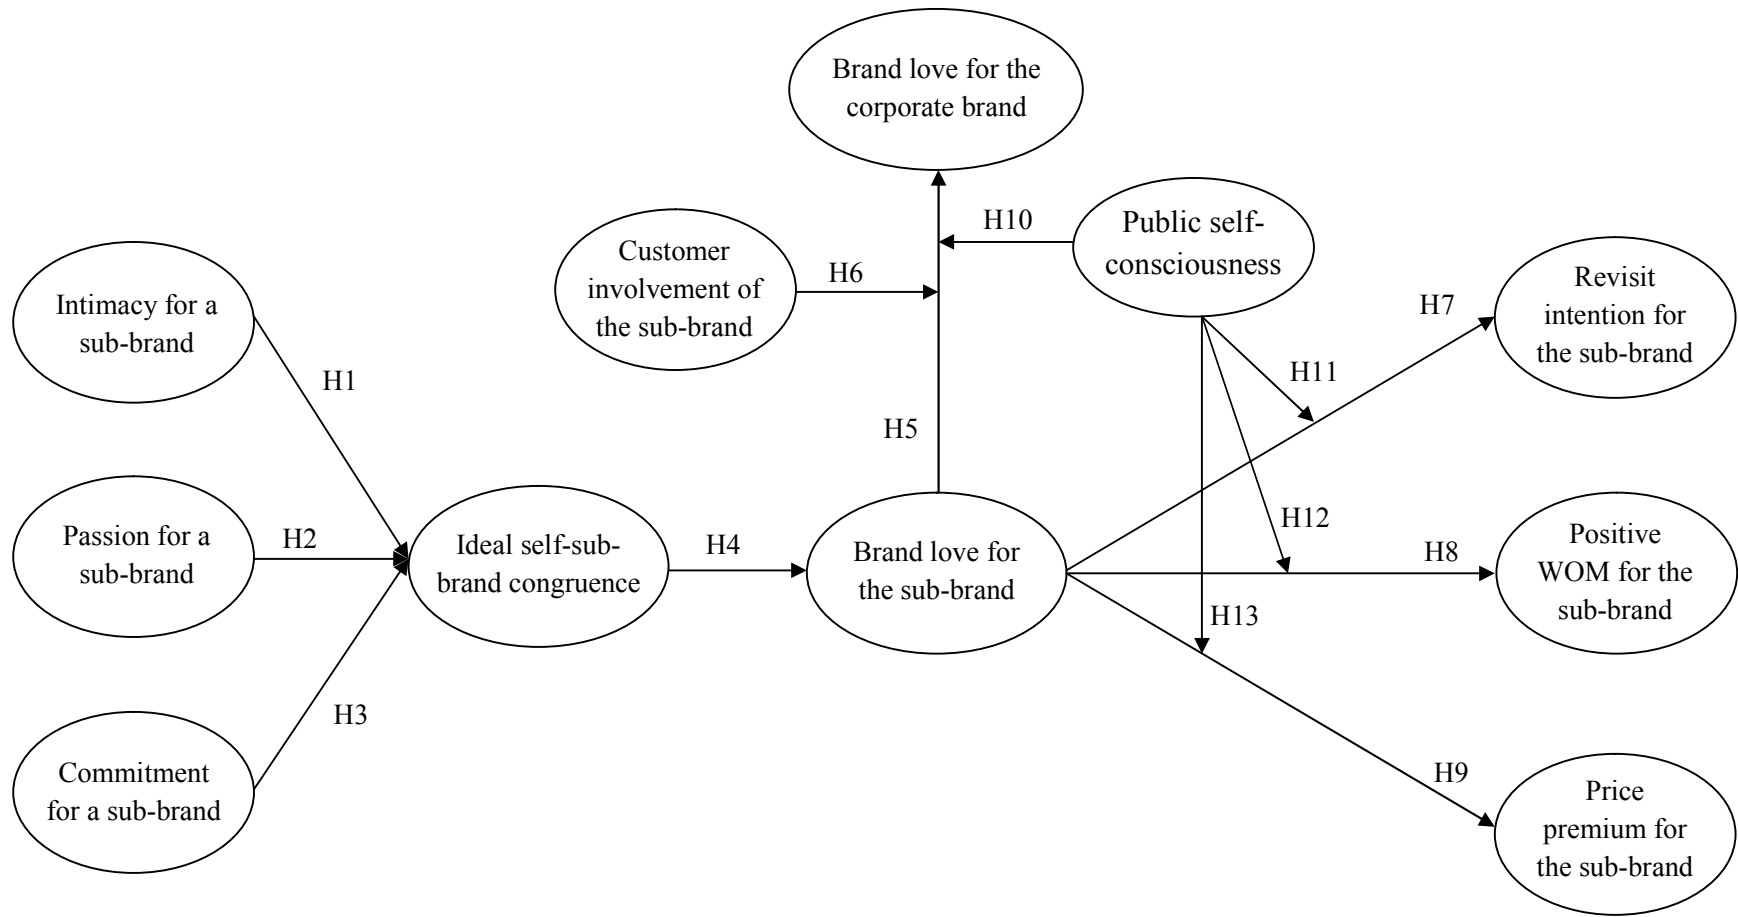 Brand love for the
corporate brand
Public self-
consciousness
H10
Customer
involvement of
the sub-brand
H6
Revisit
intention for
the sub-brand
H7
Intimacy for a
sub-brand
H1
H11
H5
Passion for a
sub-brand
H2
Ideal self-sub-
brand congruence
H4
Brand love for
the sub-brand
H12
H8
Positive
WOM for the
sub-brand
H13
H3
Commitment
for a sub-brand
H9
Price
premium for
the sub-brand